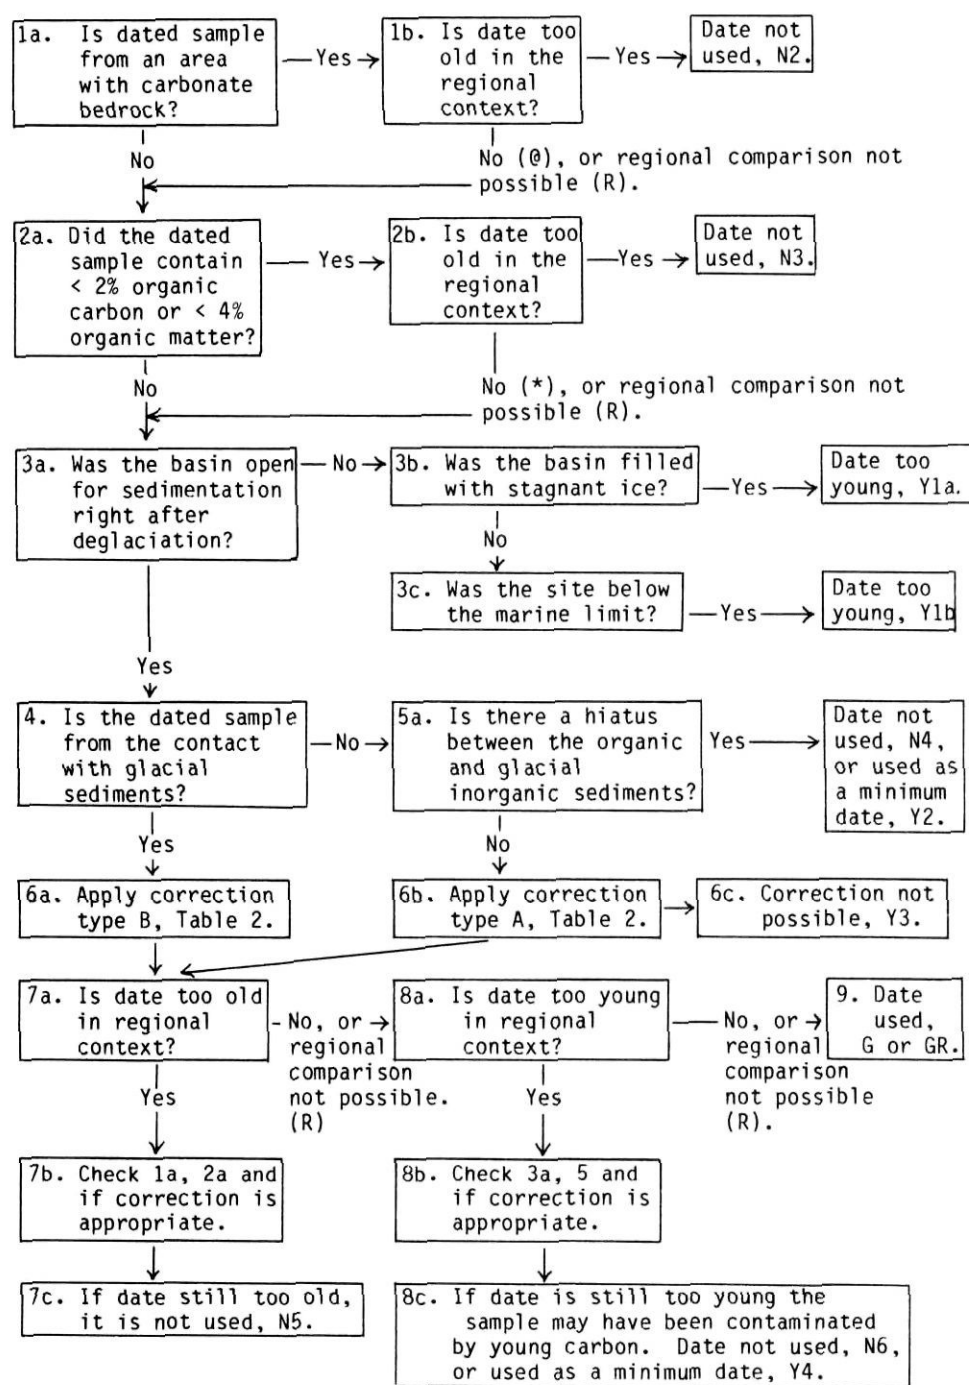 1a. Is dated sample
from an area
with carbonate
bedrock?
Yes
1b. Is date too
old in the
regional
context?
Yes
Date not
used, N2.
No
No (@), or regional comparison not
possible (R).
2a. Did the dated
sample contain
< 2% organic
carbon or < 4%
organic matter?
Yes
2b. Is date too
old in the
regional
context?
Yes
Date not
used, N3.
No
No (*), or regional comparison not
possible (R).
3a. Was the basin open
for sedimentation
right after
deglaciation?
No
3b. Was the basin filled
with stagnant ice?
Yes
Date too
young, Y1a.
No
3c. Was the site below
the marine limit?
Yes
Date too
young, Y1b
Yes
4. Is the dated sample
from the contact
with glacial
sediments?
No
5a. Is there a hiatus
between the organic
and glacial
inorganic sediments?
Yes
Date not
used, N4,
or used as
a minimum
date, Y2.
Yes
No
6a. Apply correction
type B, Table 2.
6b. Apply correction
type A, Table 2.
6c. Correction not
possible, Y3.
7a. Is date too old
in regional
context?
No, or
regional
comparison
not possible.
(R)
8a. Is date too young
in regional
context?
No, or
regional
comparison
not possible
(R).
9. Date
used,
G or GR.
Yes
Yes
7b. Check 1a, 2a and
if correction is
appropriate.
8b. Check 3a, 5 and
if correction is
appropriate.
7c. If date still too old,
it is not used, N5.
8c. If date is still too young the
sample may have been contaminated
by young carbon. Date not used, N6,
or used as a minimum date, Y4.